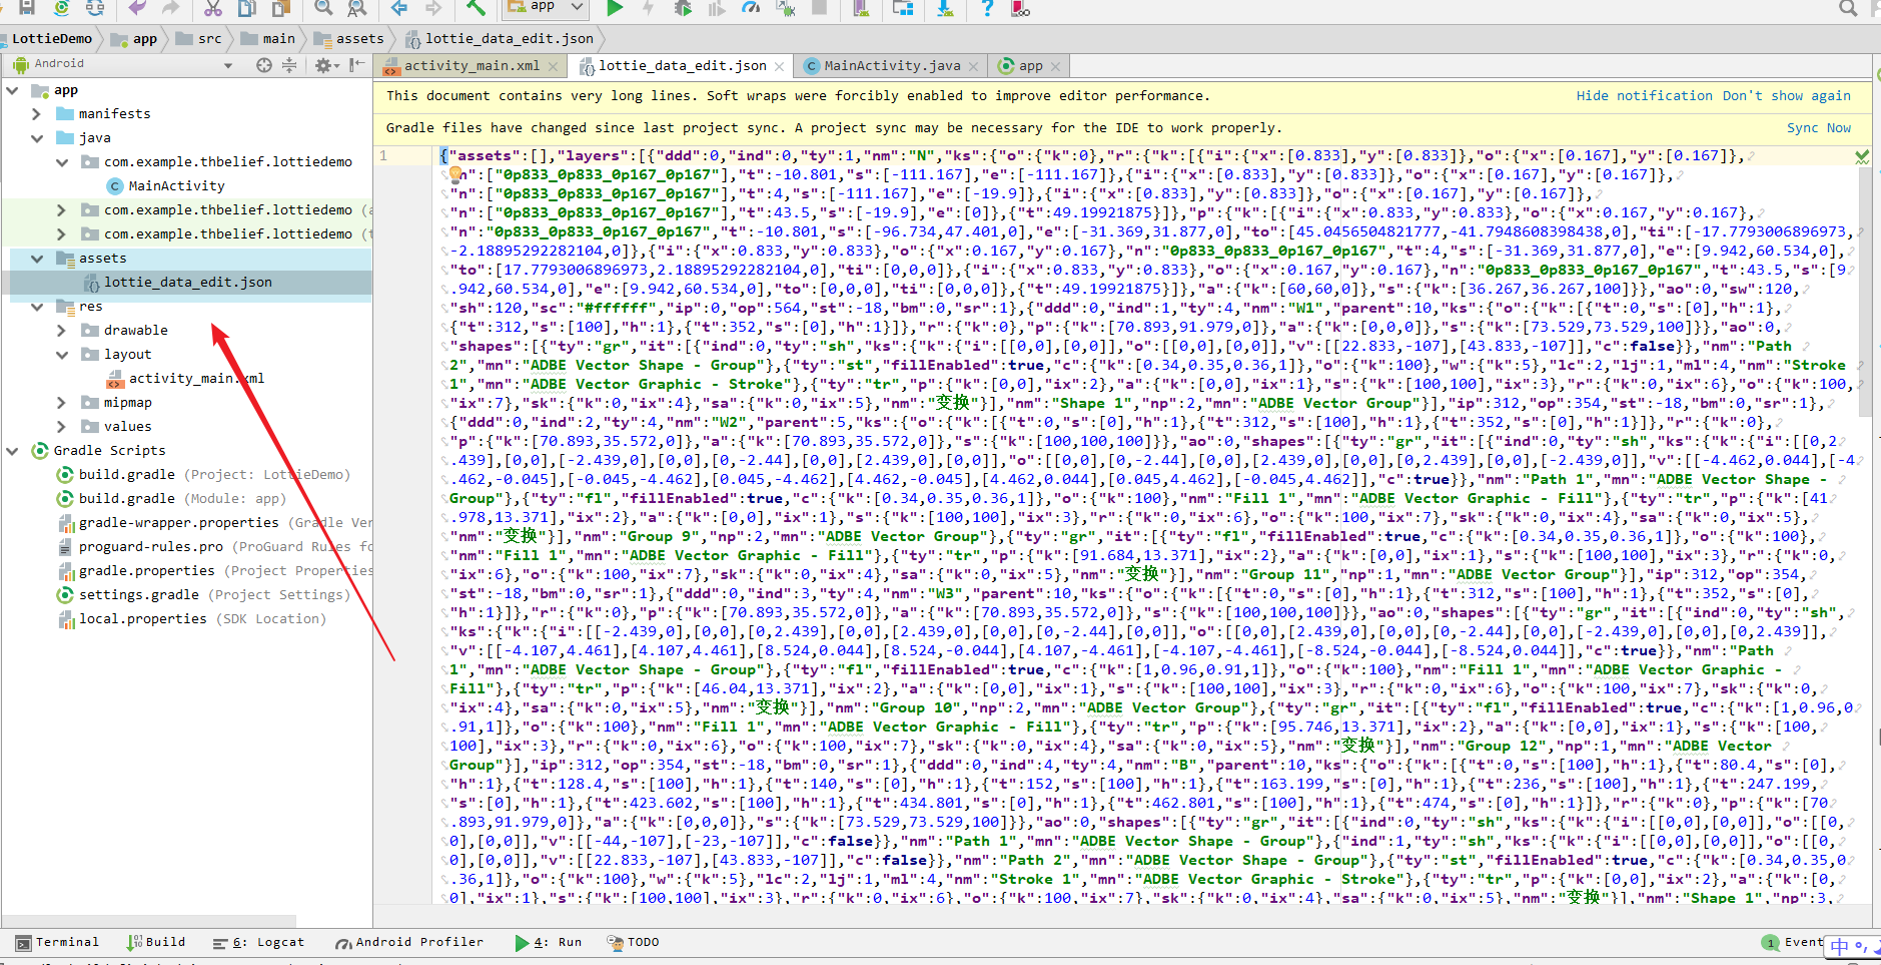 app
LottieDemo app src main assets lottie_data_edit.json
Android
activity_main.xml lottie_data_edit.json MainActivity.java app
This document contains very long lines. Soft wraps were forcibly enabled to improve editor performance. Hide notification Don't show again
Gradle files have changed since last project sync. A project sync may be necessary for the IDE to work properly. Sync Now
app
manifests
java
com.example.thbelief.lottiedemo
MainActivity
com.example.thbelief.lottiedemo
com.example.thbelief.lottiedemo
assets
lottie_data_edit.json
res
drawable
layout
activity_main.xml
mipmap
values
Gradle Scripts
build.gradle (Project: LottieDemo)
build.gradle (Module: app)
gradle-wrapper.properties (Gradle Ver
proguard-rules.pro (ProGuard Rules fo
gradle.properties (Project Properties
settings.gradle (Project Settings)
local.properties (SDK Location)
1
{"assets":[],"layers":[{"ddd":0,"ind":0,"ty":1,"nm":"N","ks":{"o":{"k":0},"r":{"k":[{"i":{"x":[0.833],"y":[0.833]},"o":{"x":[0.167],"y":[0.167]},
"n":["0p833_0p833_0p167_0p167"],"t":-10.801,"s":[-111.167],"e":[-111.167]},{"i":{"x":[0.833],"y":[0.833]},"o":{"x":[0.167],"y":[0.167]},
"n":["0p833_0p833_0p167_0p167"],"t":4,"s":[-111.167],"e":[-19.9]},{"i":{"x":[0.833],"y":[0.833]},"o":{"x":[0.167],"y":[0.167]},
"n":["0p833_0p833_0p167_0p167"],"t":43.5,"s":[-19.9],"e":[0]},{"t":49.19921875}]},"p":{"k":[{"i":{"x":0.833,"y":0.833},"o":{"x":0.167,"y":0.167},
"n":"0p833_0p833_0p167_0p167","t":-10.801,"s":[-96.734,47.401,0],"e":[-31.369,31.877,0],"to":[45.0456504821777,-41.7948608398438,0],"ti":[-17.7793006896973,
-2.18895292282104,0]},{"i":{"x":0.833,"y":0.833},"o":{"x":0.167,"y":0.167},"n":"0p833_0p833_0p167_0p167","t":4,"s":[-31.369,31.877,0],"e":[9.942,60.534,0],
"to":[17.7793006896973,2.18895292282104,0],"ti":[0,0,0]},{"i":{"x":0.833,"y":0.833},"o":{"x":0.167,"y":0.167},"n":"0p833_0p833_0p167_0p167","t":43.5,"s":[9
.942,60.534,0],"e":[9.942,60.534,0],"to":[0,0,0],"ti":[0,0,0]},{"t":49.19921875}]},"a":{"k":[60,60,0]},"s":{"k":[36.267,36.267,100]}},"ao":0,"sw":120,
"sh":120,"sc":"#ffffff","ip":0,"op":564,"st":-18,"bm":0,"sr":1},{"ddd":0,"ind":1,"ty":4,"nm":"W1","parent":10,"ks":{"o":{"k":[{"t":0,"s":[0],"h":1},
{"t":312,"s":[100],"h":1},{"t":352,"s":[0],"h":1}]},"r":{"k":0},"p":{"k":[70.893,91.979,0]},"a":{"k":[0,0,0]},"s":{"k":[73.529,73.529,100]}},"ao":0,
"shapes":[{"ty":"gr","it":[{"ind":0,"ty":"sh","ks":{"k":{"i":[[0,0],[0,0]],"o":[[0,0],[0,0]],"v":[[22.833,-107],[43.833,-107]],"c":false}},"nm":"Path
2","mn":"ADBE Vector Shape - Group"},{"ty":"st","fillEnabled":true,"c":{"k":[0.34,0.35,0.36,1]},"o":{"k":100},"w":{"k":5},"lc":2,"lj":1,"ml":4,"nm":"Stroke
1","mn":"ADBE Vector Graphic - Stroke"},{"ty":"tr","p":{"k":[0,0],"ix":2},"a":{"k":[0,0],"ix":1},"s":{"k":[100,100],"ix":3},"r":{"k":0,"ix":6},"o":{"k":100,
"ix":7},"sk":{"k":0,"ix":4},"sa":{"k":0,"ix":5},"nm":"变换"}],"nm":"Shape 1","np":2,"mn":"ADBE Vector Group"}],"ip":312,"op":354,"st":-18,"bm":0,"sr":1},
{"ddd":0,"ind":2,"ty":4,"nm":"W2","parent":5,"ks":{"o":{"k":[{"t":0,"s":[0],"h":1},{"t":312,"s":[100],"h":1},{"t":352,"s":[0],"h":1}]},"r":{"k":0},
"p":{"k":[70.893,35.572,0]},"a":{"k":[70.893,35.572,0]},"s":{"k":[100,100,100]}},"ao":0,"shapes":[{"ty":"gr","it":[{"ind":0,"ty":"sh","ks":{"k":{"i":[[0,2
.439],[0,0],[-2.439,0],[0,0],[0,-2.44],[0,0],[2.439,0],[0,0]],"o":[[0,0],[0,-2.44],[0,0],[2.439,0],[0,0],[0,2.439],[0,0],[-2.439,0]],"v":[[-4.462,0.044],[-4
.462,-0.045],[-0.045,-4.462],[0.045,-4.462],[4.462,-0.045],[4.462,0.044],[0.045,4.462],[-0.045,4.462]],"c":true}},"nm":"Path 1","mn":"ADBE Vector Shape -
Group"},{"ty":"fl","fillEnabled":true,"c":{"k":[0.34,0.35,0.36,1]},"o":{"k":100},"nm":"Fill 1","mn":"ADBE Vector Graphic - Fill"},{"ty":"tr","p":{"k":[41
.978,13.371],"ix":2},"a":{"k":[0,0],"ix":1},"s":{"k":[100,100],"ix":3},"r":{"k":0,"ix":6},"o":{"k":100,"ix":7},"sk":{"k":0,"ix":4},"sa":{"k":0,"ix":5},
"nm":"变换"}],"nm":"Group 9","np":2,"mn":"ADBE Vector Group"},{"ty":"gr","it":[{"ty":"fl","fillEnabled":true,"c":{"k":[0.34,0.35,0.36,1]},"o":{"k":100},
"nm":"Fill 1","mn":"ADBE Vector Graphic - Fill"},{"ty":"tr","p":{"k":[91.684,13.371],"ix":2},"a":{"k":[0,0],"ix":1},"s":{"k":[100,100],"ix":3},"r":{"k":0,
"ix":6},"o":{"k":100,"ix":7},"sk":{"k":0,"ix":4},"sa":{"k":0,"ix":5},"nm":"变换"}],"nm":"Group 11","np":1,"mn":"ADBE Vector Group"}],"ip":312,"op":354,
"st":-18,"bm":0,"sr":1},{"ddd":0,"ind":3,"ty":4,"nm":"W3","parent":10,"ks":{"o":{"k":[{"t":0,"s":[0],"h":1},{"t":312,"s":[100],"h":1},{"t":352,"s":[0],
"h":1}]},"r":{"k":0},"p":{"k":[70.893,35.572,0]},"a":{"k":[70.893,35.572,0]},"s":{"k":[100,100,100]}},"ao":0,"shapes":[{"ty":"gr","it":[{"ind":0,"ty":"sh",
"ks":{"k":{"i":[[-2.439,0],[0,0],[0,2.439],[0,0],[2.439,0],[0,0],[0,-2.44],[0,0]],"o":[[0,0],[2.439,0],[0,0],[0,-2.44],[0,0],[-2.439,0],[0,0],[0,2.439]],
"v":[[-4.107,4.461],[4.107,4.461],[8.524,0.044],[8.524,-0.044],[4.107,-4.461],[-4.107,-4.461],[-8.524,-0.044],[-8.524,0.044]],"c":true}},"nm":"Path
1","mn":"ADBE Vector Shape - Group"},{"ty":"fl","fillEnabled":true,"c":{"k":[1,0.96,0.91,1]},"o":{"k":100},"nm":"Fill 1","mn":"ADBE Vector Graphic -
Fill"},{"ty":"tr","p":{"k":[46.04,13.371],"ix":2},"a":{"k":[0,0],"ix":1},"s":{"k":[100,100],"ix":3},"r":{"k":0,"ix":6},"o":{"k":100,"ix":7},"sk":{"k":0,
"ix":4},"sa":{"k":0,"ix":5},"nm":"变换"}],"nm":"Group 10","np":2,"mn":"ADBE Vector Group"},{"ty":"gr","it":[{"ty":"fl","fillEnabled":true,"c":{"k":[1,0.96,0
.91,1]},"o":{"k":100},"nm":"Fill 1","mn":"ADBE Vector Graphic - Fill"},{"ty":"tr","p":{"k":[95.746,13.371],"ix":2},"a":{"k":[0,0],"ix":1},"s":{"k":[100,
100],"ix":3},"r":{"k":0,"ix":6},"o":{"k":100,"ix":7},"sk":{"k":0,"ix":4},"sa":{"k":0,"ix":5},"nm":"变换"}],"nm":"Group 12","np":1,"mn":"ADBE Vector
Group"}],"ip":312,"op":354,"st":-18,"bm":0,"sr":1},{"ddd":0,"ind":4,"ty":4,"nm":"B","parent":10,"ks":{"o":{"k":[{"t":0,"s":[100],"h":1},{"t":80.4,"s":[0],
"h":1},{"t":128.4,"s":[100],"h":1},{"t":140,"s":[0],"h":1},{"t":152,"s":[100],"h":1},{"t":163.199,"s":[0],"h":1},{"t":236,"s":[100],"h":1},{"t":247.199,
"s":[0],"h":1},{"t":423.602,"s":[100],"h":1},{"t":434.801,"s":[0],"h":1},{"t":462.801,"s":[100],"h":1},{"t":474,"s":[0],"h":1}]},"r":{"k":0},"p":{"k":[70
.893,91.979,0]},"a":{"k":[0,0,0]},"s":{"k":[73.529,73.529,100]}},"ao":0,"shapes":[{"ty":"gr","it":[{"ind":0,"ty":"sh","ks":{"k":{"i":[[0,0],[0,0]],"o":[[0,
0],[0,0]],"v":[[-44,-107],[-23,-107]],"c":false}},"nm":"Path 1","mn":"ADBE Vector Shape - Group"},{"ind":1,"ty":"sh","ks":{"k":{"i":[[0,0],[0,0]],"o":[[0,
0],[0,0]],"v":[[22.833,-107],[43.833,-107]],"c":false}},"nm":"Path 2","mn":"ADBE Vector Shape - Group"},{"ty":"st","fillEnabled":true,"c":{"k":[0.34,0.35,0
.36,1]},"o":{"k":100},"w":{"k":5},"lc":2,"lj":1,"ml":4,"nm":"Stroke 1","mn":"ADBE Vector Graphic - Stroke"},{"ty":"tr","p":{"k":[0,0],"ix":2},"a":{"k":[0,
0],"ix":1},"s":{"k":[100,100],"ix":3},"r":{"k":0,"ix":6},"o":{"k":100,"ix":7},"sk":{"k":0,"ix":4},"sa":{"k":0,"ix":5},"nm":"变换"}],"nm":"Shape 1","np":3,
Terminal Build 6: Logcat Android Profiler 4: Run TODO 1 Event 中